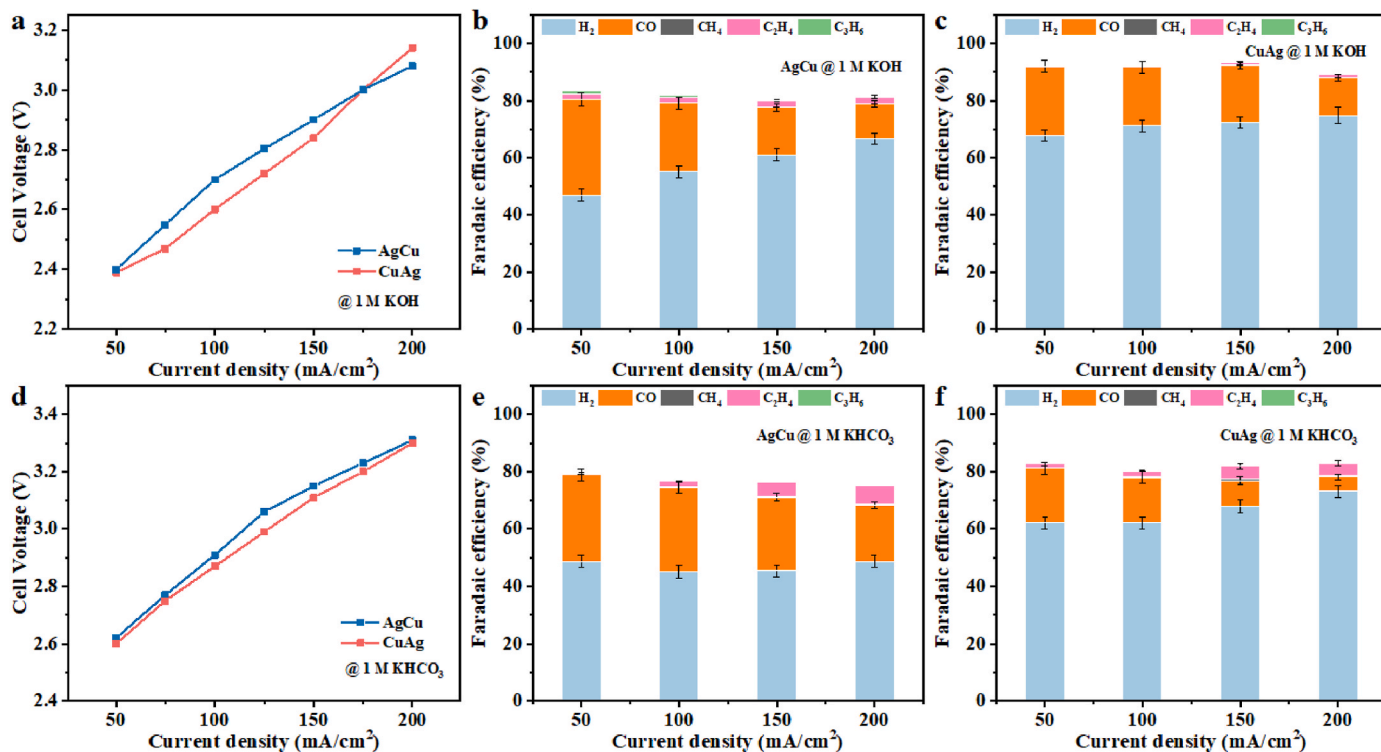 a
3.2
3.0
2.8
2.6
2.4
2.2
Cell Voltage (V)
AgCu
CuAg
@ 1 M KOH
50 100 150 200
Current density (mA/cm²)
b
H₂ CO CH₄ C₂H₄ C₃H₆
AgCu @ 1 M KOH
100
80
60
40
20
0
Faradaic efficiency (%)
50 100 150 200
Current density (mA/cm²)
c
H₂ CO CH₄ C₂H₄ C₃H₆
CuAg @ 1 M KOH
100
80
60
40
20
0
Faradaic efficiency (%)
50 100 150 200
Current density (mA/cm²)
d
3.4
3.2
3.0
2.8
2.6
2.4
Cell Voltage (V)
AgCu
CuAg
@ 1 M KHCO₃
50 100 150 200
Current density (mA/cm²)
e
H₂ CO CH₄ C₂H₄ C₃H₆
AgCu @ 1 M KHCO₃
100
80
60
40
20
0
Faradaic efficiency (%)
50 100 150 200
Current density (mA/cm²)
f
H₂ CO CH₄ C₂H₄ C₃H₆
CuAg @ 1 M KHCO₃
100
80
60
40
20
0
Faradaic efficiency (%)
50 100 150 200
Current density (mA/cm²)